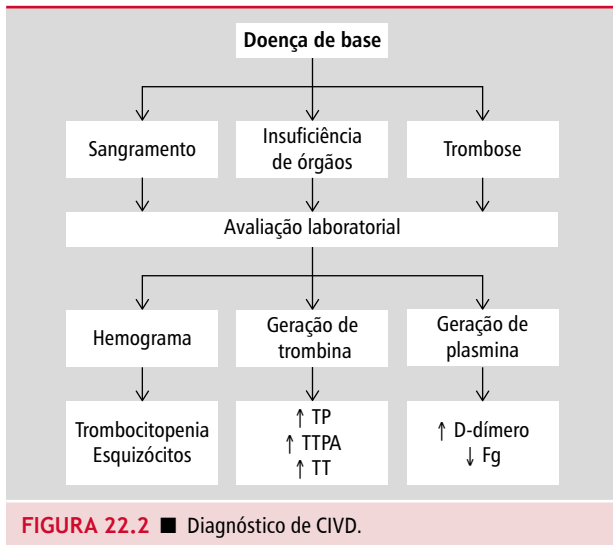 Doença de base
Sangramento
Insuficiência
de órgãos
Trombose
Avaliação laboratorial
Hemograma
Geração de
trombina
Geração de
plasmina
Trombocitopenia
Esquizócitos
↑ TP
↑ TTPA
↑ TT
↑ D-dímero
↓ Fg
FIGURA 22.2 ■ Diagnóstico de CIVD.